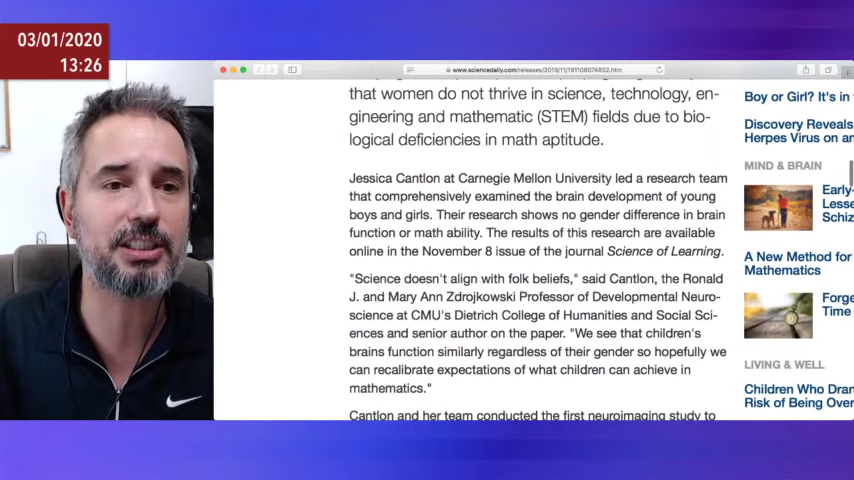 03/01/2020
13:26
www.sciencedaily.com/releases/2019/11/191108074852.htm
that women do not thrive in science, technology, en-
gineering and mathematic (STEM) fields due to bio-
logical deficiencies in math aptitude.
Jessica Cantlon at Carnegie Mellon University led a research team
that comprehensively examined the brain development of young
boys and girls. Their research shows no gender difference in brain
function or math ability. The results of this research are available
online in the November 8 issue of the journal Science of Learning.
"Science doesn't align with folk beliefs," said Cantlon, the Ronald
J. and Mary Ann Zdrojkowski Professor of Developmental Neuro-
science at CMU's Dietrich College of Humanities and Social Sci-
ences and senior author on the paper. "We see that children's
brains function similarly regardless of their gender so hopefully we
can recalibrate expectations of what children can achieve in
mathematics."
Cantlon and her team conducted the first neuroimaging study to
Boy or Girl? It's in
Discovery Reveals
Herpes Virus on an
MIND & BRAIN
Early-
Lesse
Schiz
A New Method for
Mathematics
Forge
Time
LIVING & WELL
Children Who Dran
Risk of Being Over